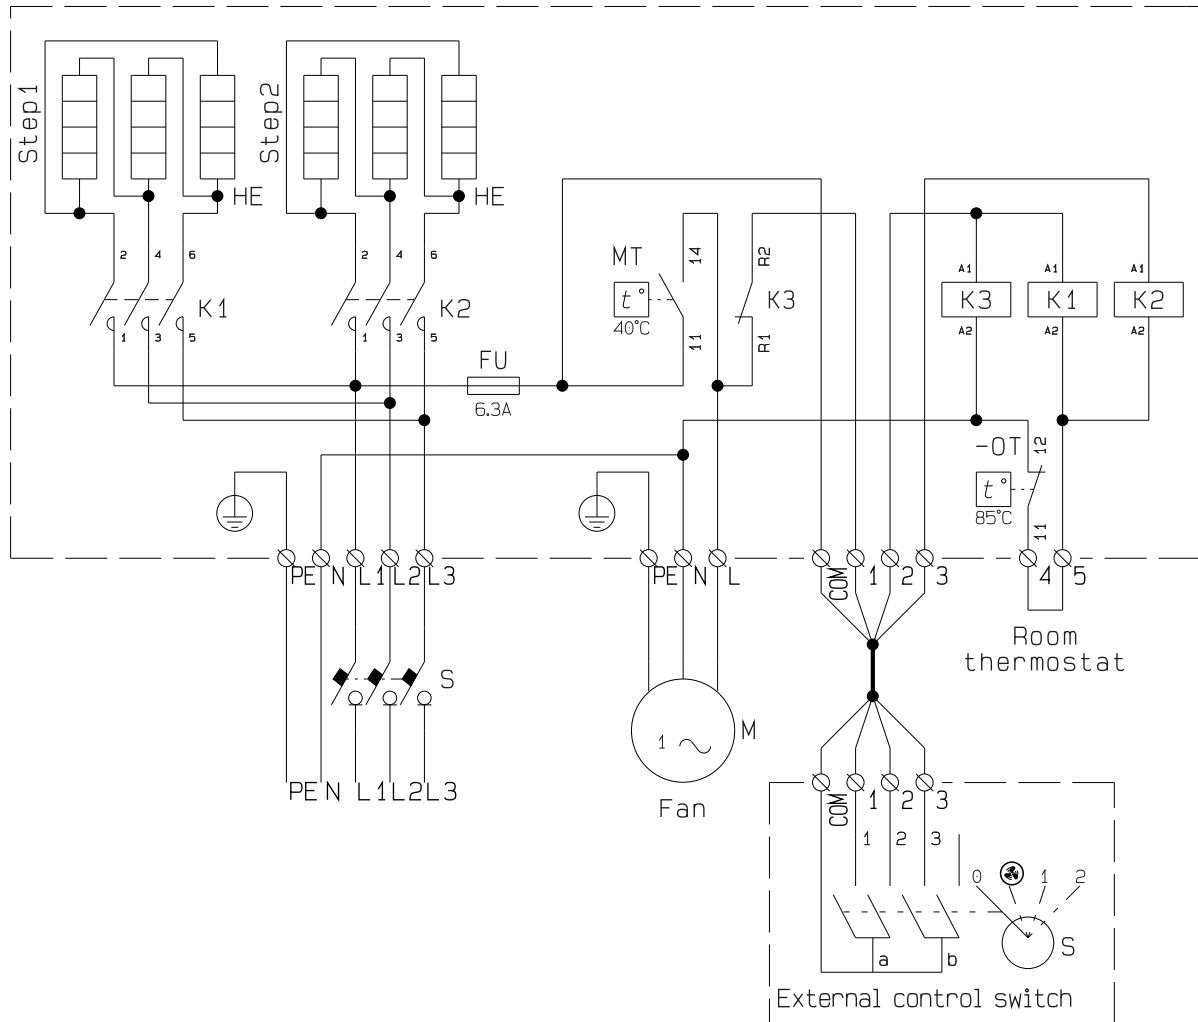 Step1
HE
Step2
HE
2 4 6
K1
1 3 5
2 4 6
K2
1 3 5
FU
6.3A
MT
t°
40°C
14
11
R2
K3
R1
A1
K3
A2
A1
K1
A2
A1
K2
A2
-OT
t°
85°C
12
11
PE N L1 L2 L3
PE N L
COM 1 2 3
4 5
Room
thermostat
S
PE N L1 L2 L3
1
M
Fan
COM 1 2 3
1 2 3
0 1 2
a b
S
External control switch